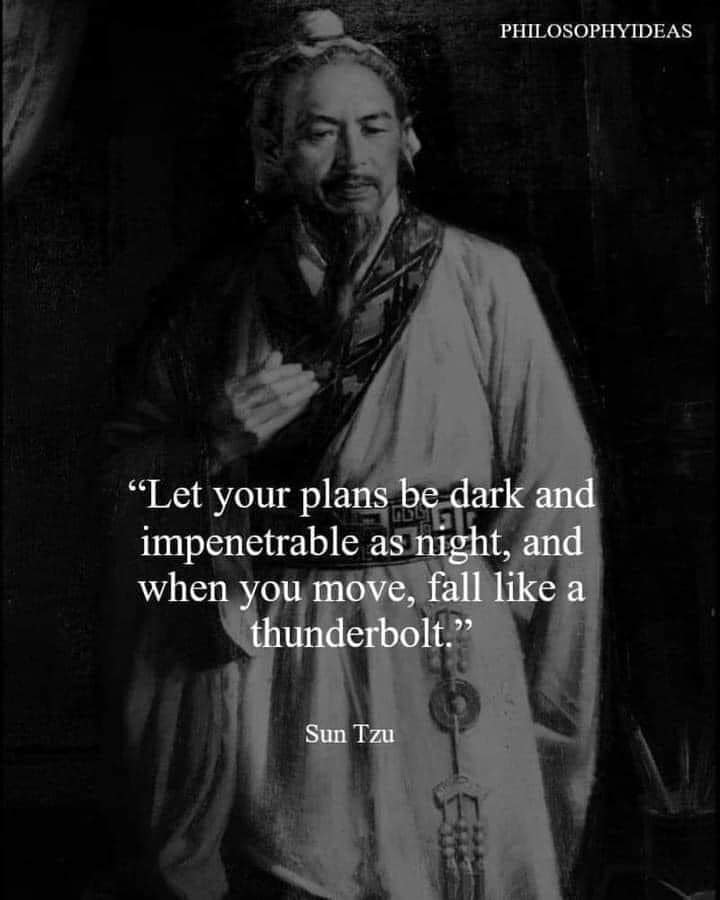 PHILOSOPHYIDEAS
“Let your plans be dark and
impenetrable as night, and
when you move, fall like a
thunderbolt.”
Sun Tzu